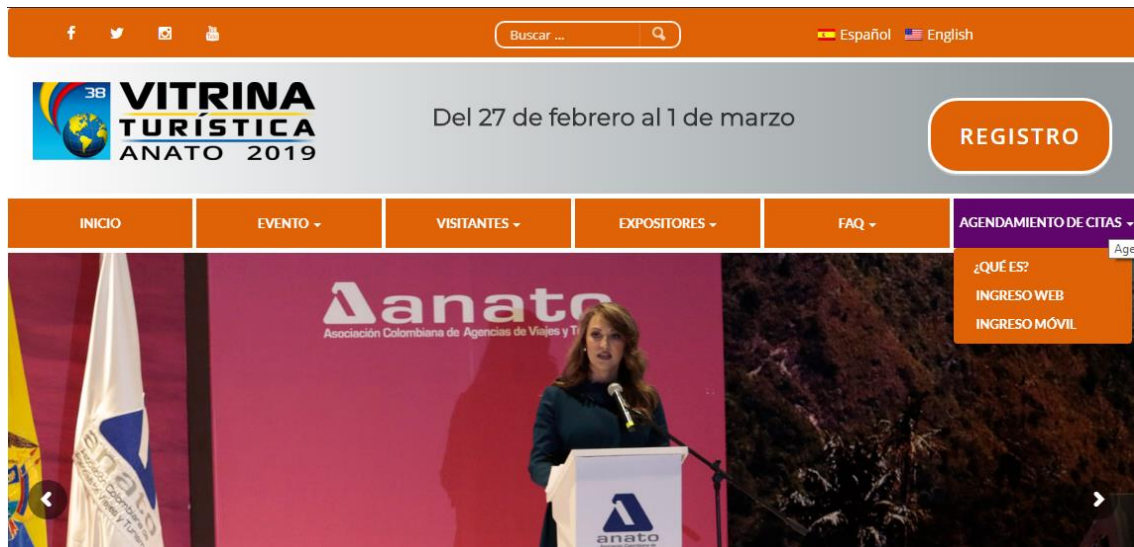 Buscar ...
Español
English
38
VITRINA
TURÍSTICA
ANATO 2019
Del 27 de febrero al 1 de marzo
REGISTRO
INICIO
EVENTO
VISITANTES
EXPOSITORES
FAQ
AGENDAMIENTO DE CITAS
Age
¿QUÉ ES?
INGRESO WEB
INGRESO MÓVIL
anato
Asociación Colombiana de Agencias de Viajes y T
anato
anato